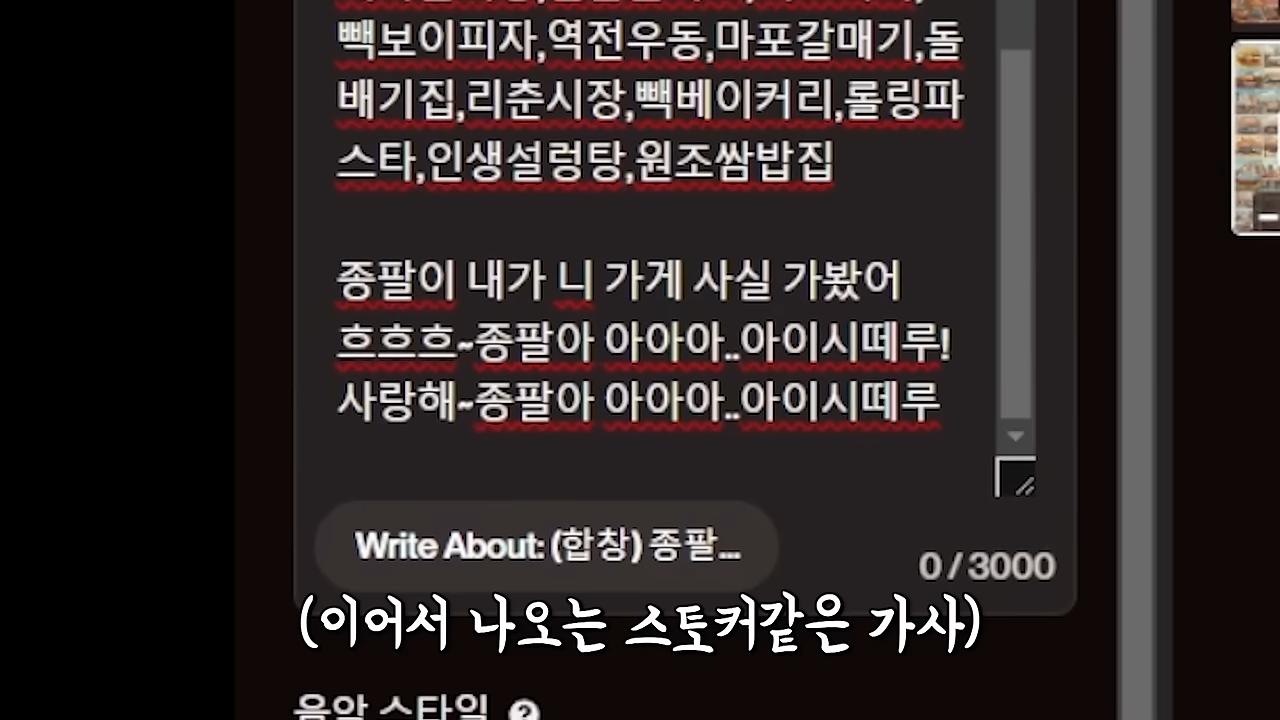 빽보이피자,역전우동,마포갈매기,돌
배기집,리춘시장,빽베이커리,롤링파
스타,인생설렁탕,원조쌈밥집
종팔이 내가 니 가게 사실 가봤어
흐흐흐~종팔아 아아아..아이시떼루!
사랑해~종팔아 아아아..아이시떼루
Write About: (합창) 종팔...
0 / 3000
(이어서 나오는 스토커같은 가사)
음악 스타일